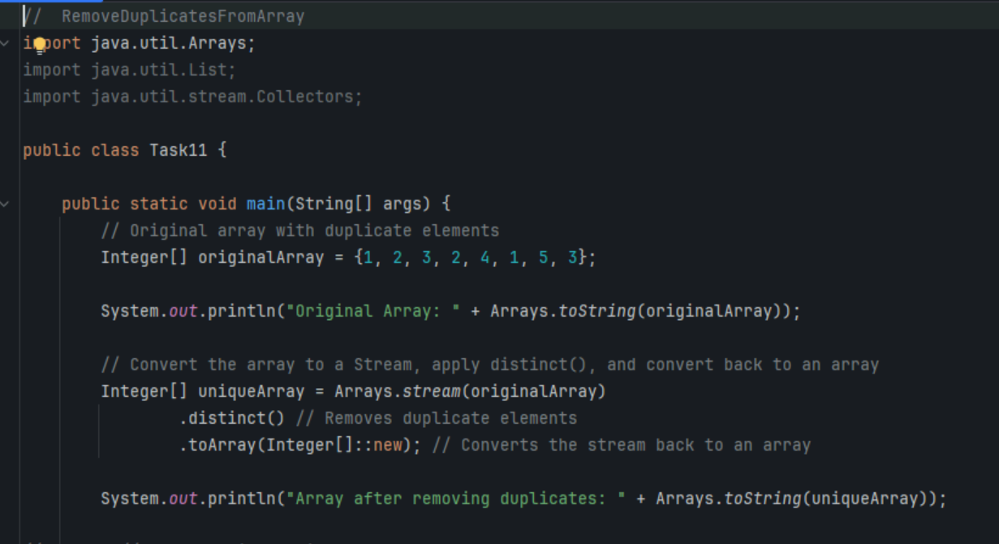 //  RemoveDuplicatesFromArray
import java.util.Arrays;
import java.util.List;
import java.util.stream.Collectors;
public class Task11 {
public static void main(String[] args) {
// Original array with duplicate elements
Integer[] originalArray = {1, 2, 3, 2, 4, 1, 5, 3};
System.out.println("Original Array: " + Arrays.toString(originalArray));
// Convert the array to a Stream, apply distinct(), and convert back to an array
Integer[] uniqueArray = Arrays.stream(originalArray)
.distinct() // Removes duplicate elements
.toArray(Integer[]::new); // Converts the stream back to an array
System.out.println("Array after removing duplicates: " + Arrays.toString(uniqueArray));